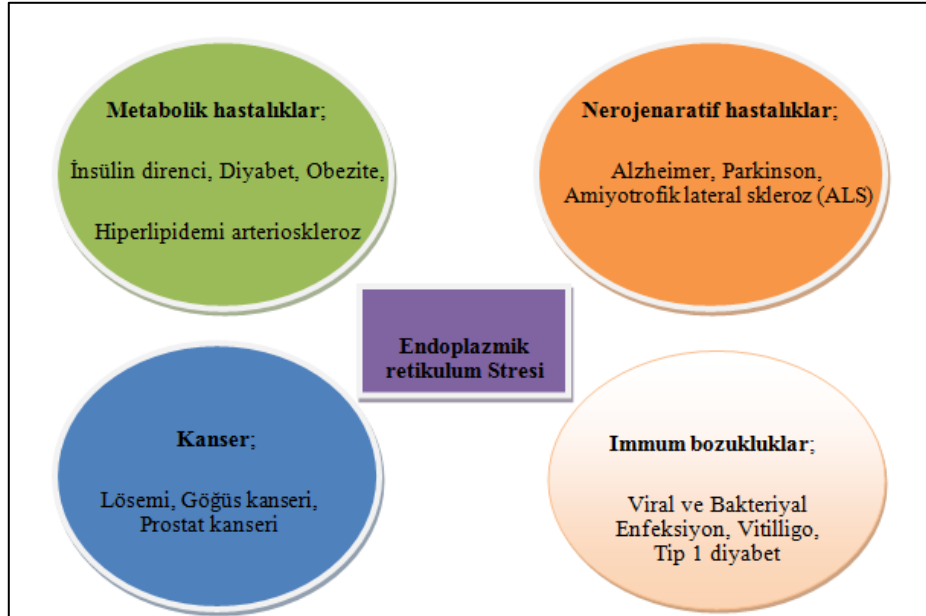 Metabolik hastalıklar;
İnsülin direnci, Diyabet, Obezite,
Hiperlipidemi arterioskleroz
Nerojenaratif hastalıklar;
Alzheimer, Parkinson,
Amiyotrofik lateral skleroz (ALS)
Endoplazmik
retikulum Stresi
Kanser;
Lösemi, Göğüs kanseri,
Prostat kanseri
Immum bozukluklar;
Viral ve Bakteriyal
Enfeksiyon, Vitilligo,
Tip 1 diyabet